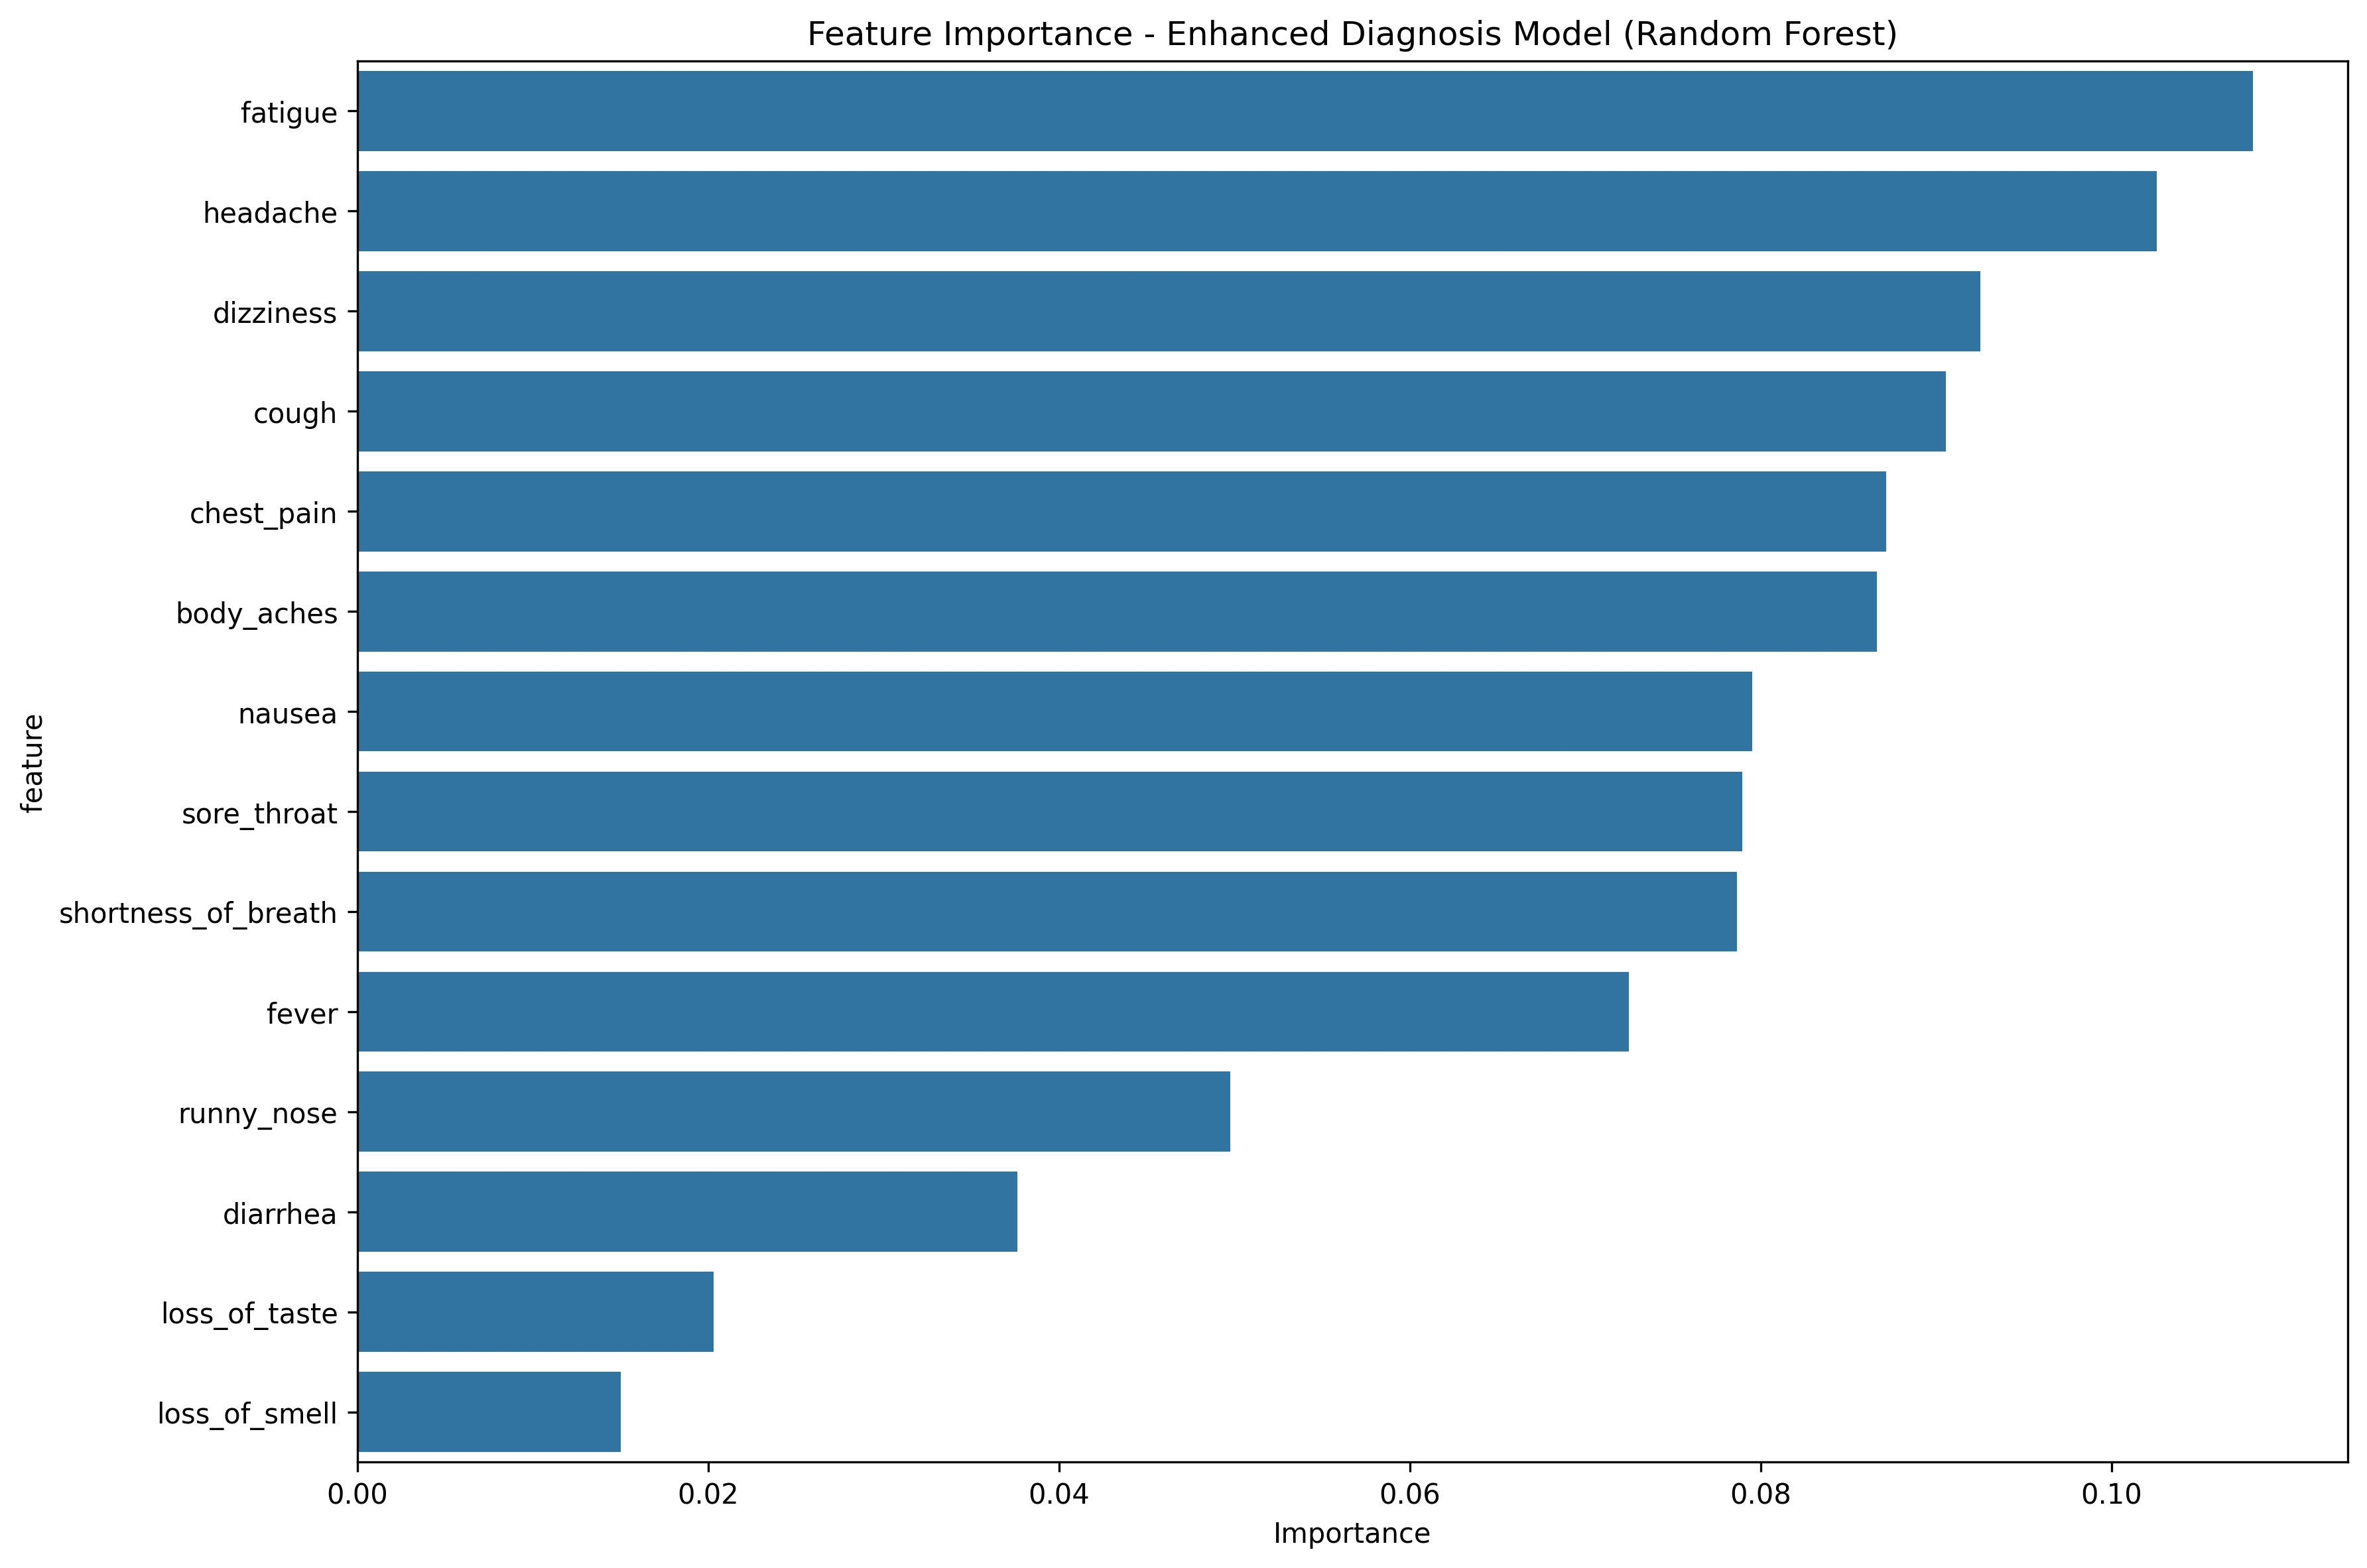 Feature Importance - Enhanced Diagnosis Model (Random Forest)
feature
fatigue
headache
dizziness
cough
chest_pain
body_aches
nausea
sore_throat
shortness_of_breath
fever
runny_nose
diarrhea
loss_of_taste
loss_of_smell
0.00 0.02 0.04 0.06 0.08 0.10
Importance